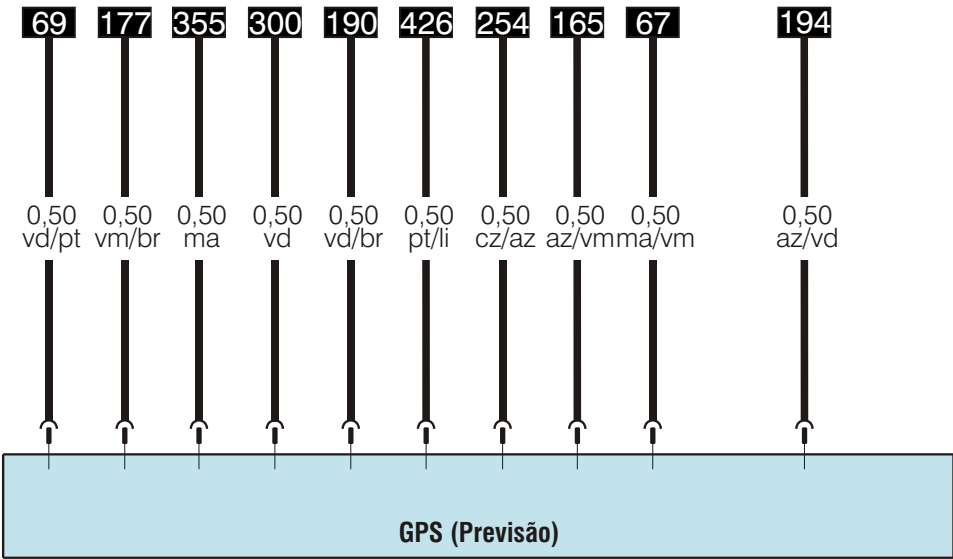 69 177 355 300 190 426 254 165 67 194
0,50 0,50 0,50 0,50 0,50 0,50 0,50 0,50 0,50 0,50
vd/pt vm/br ma vd vd/br pt/li cz/az az/vm ma/vm az/vd
GPS (Previsão)